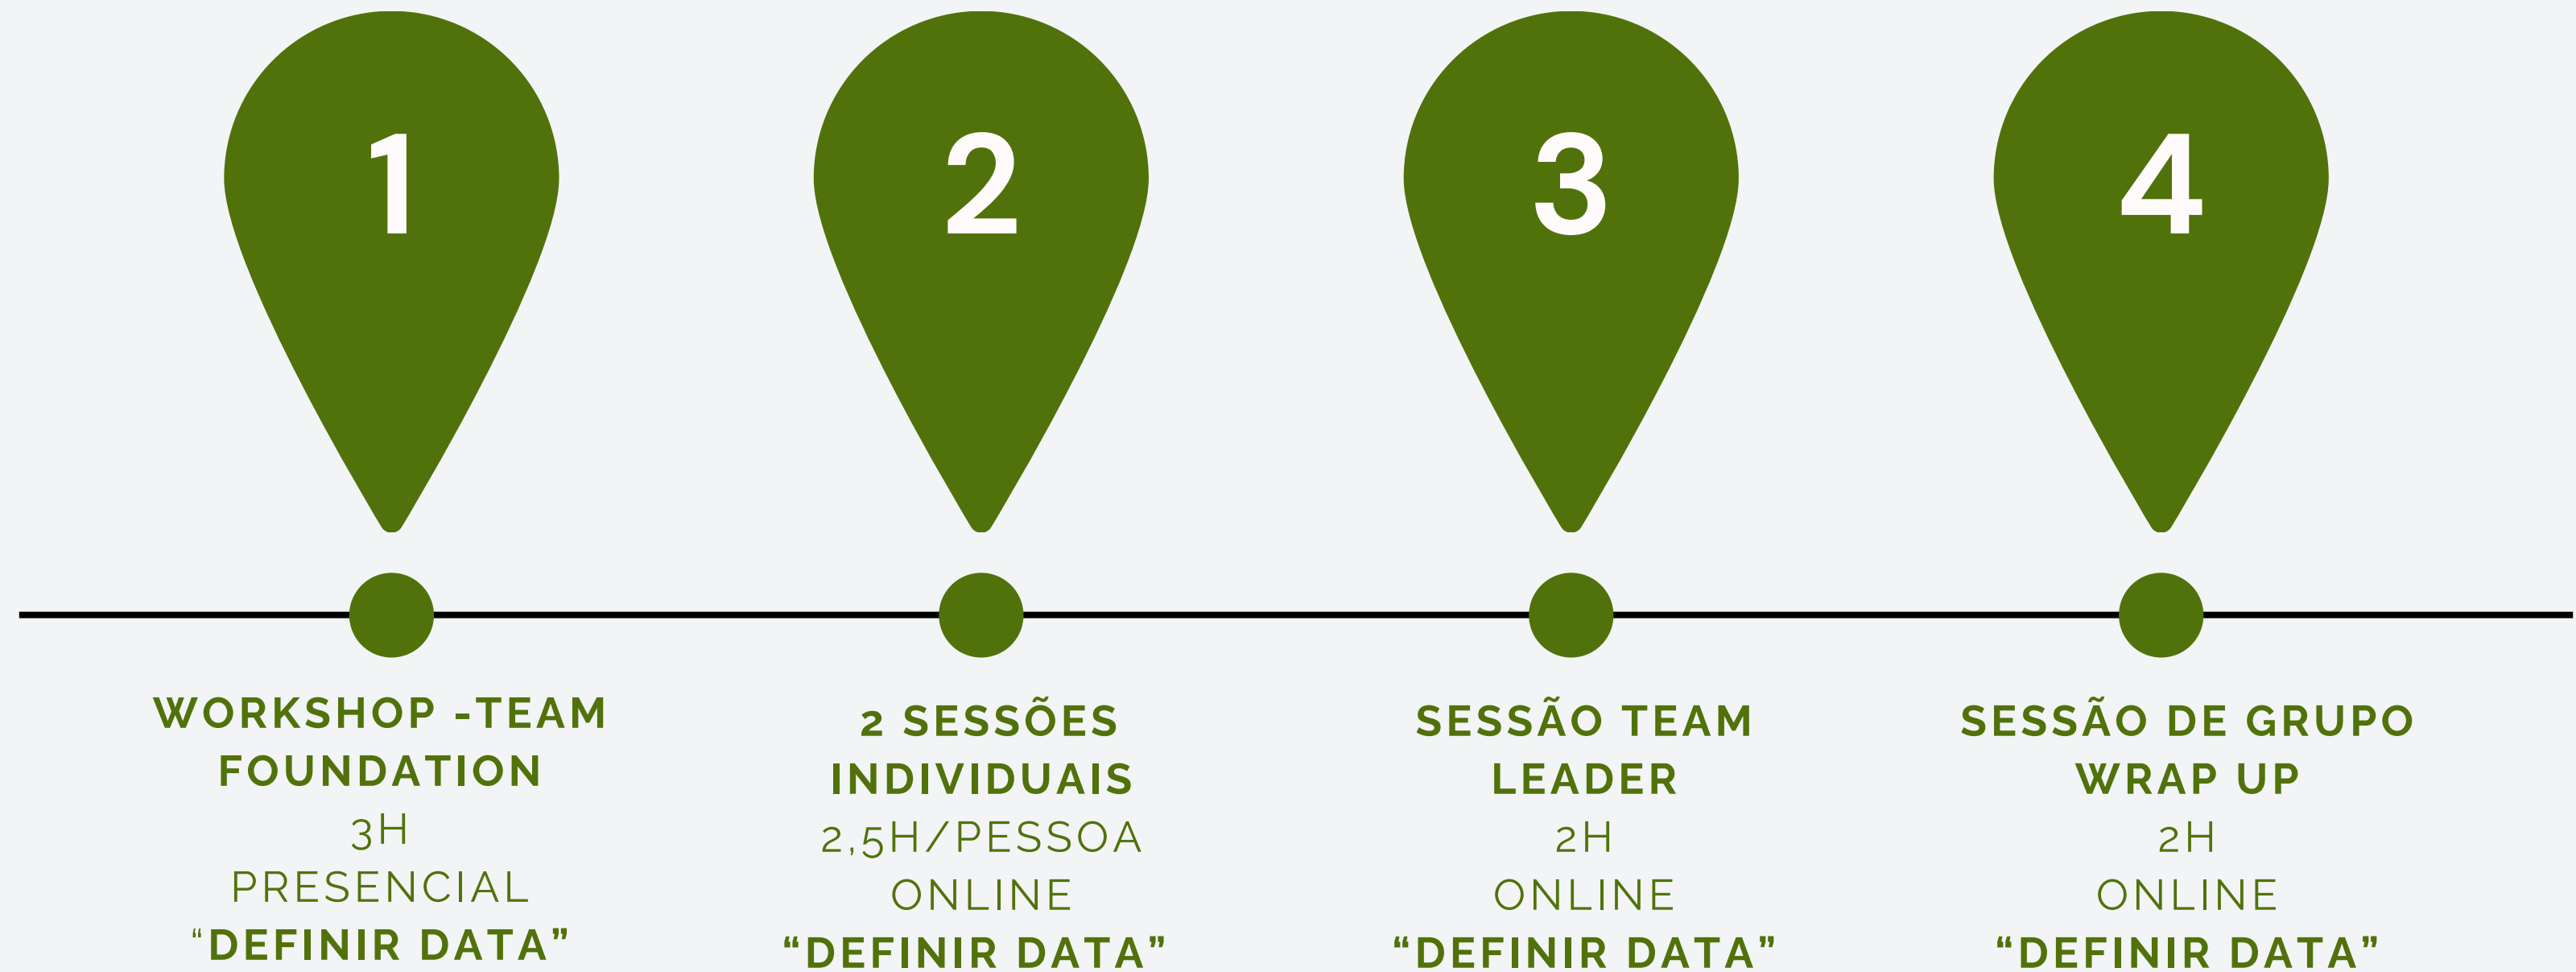 1
2
3
4
WORKSHOP -TEAM
FOUNDATION
3H
PRESENCIAL
“DEFINIR DATA”
2 SESSÕES
INDIVIDUAIS
2,5H/PESSOA
ONLINE
“DEFINIR DATA”
SESSÃO TEAM
LEADER
2H
ONLINE
“DEFINIR DATA”
SESSÃO DE GRUPO
WRAP UP
2H
ONLINE
“DEFINIR DATA”